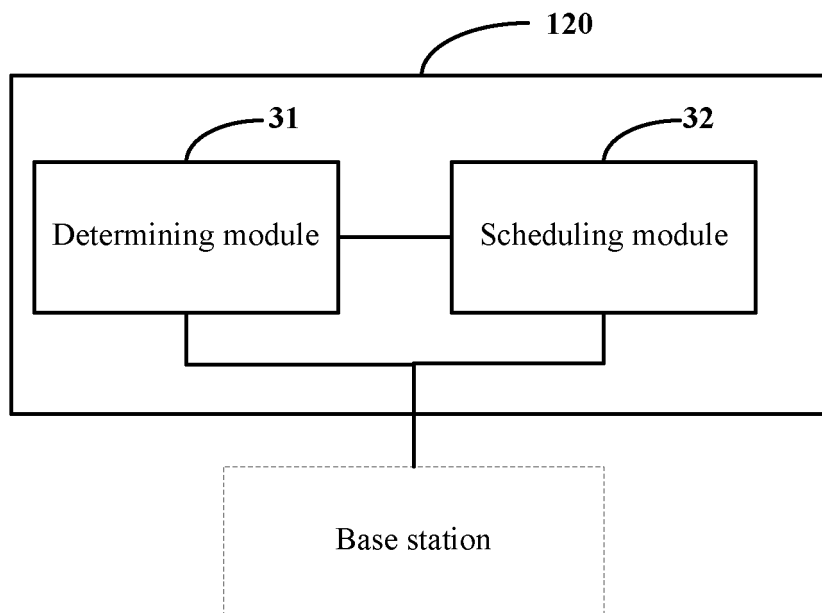 120
31
32
Determining module
Scheduling module
Base station